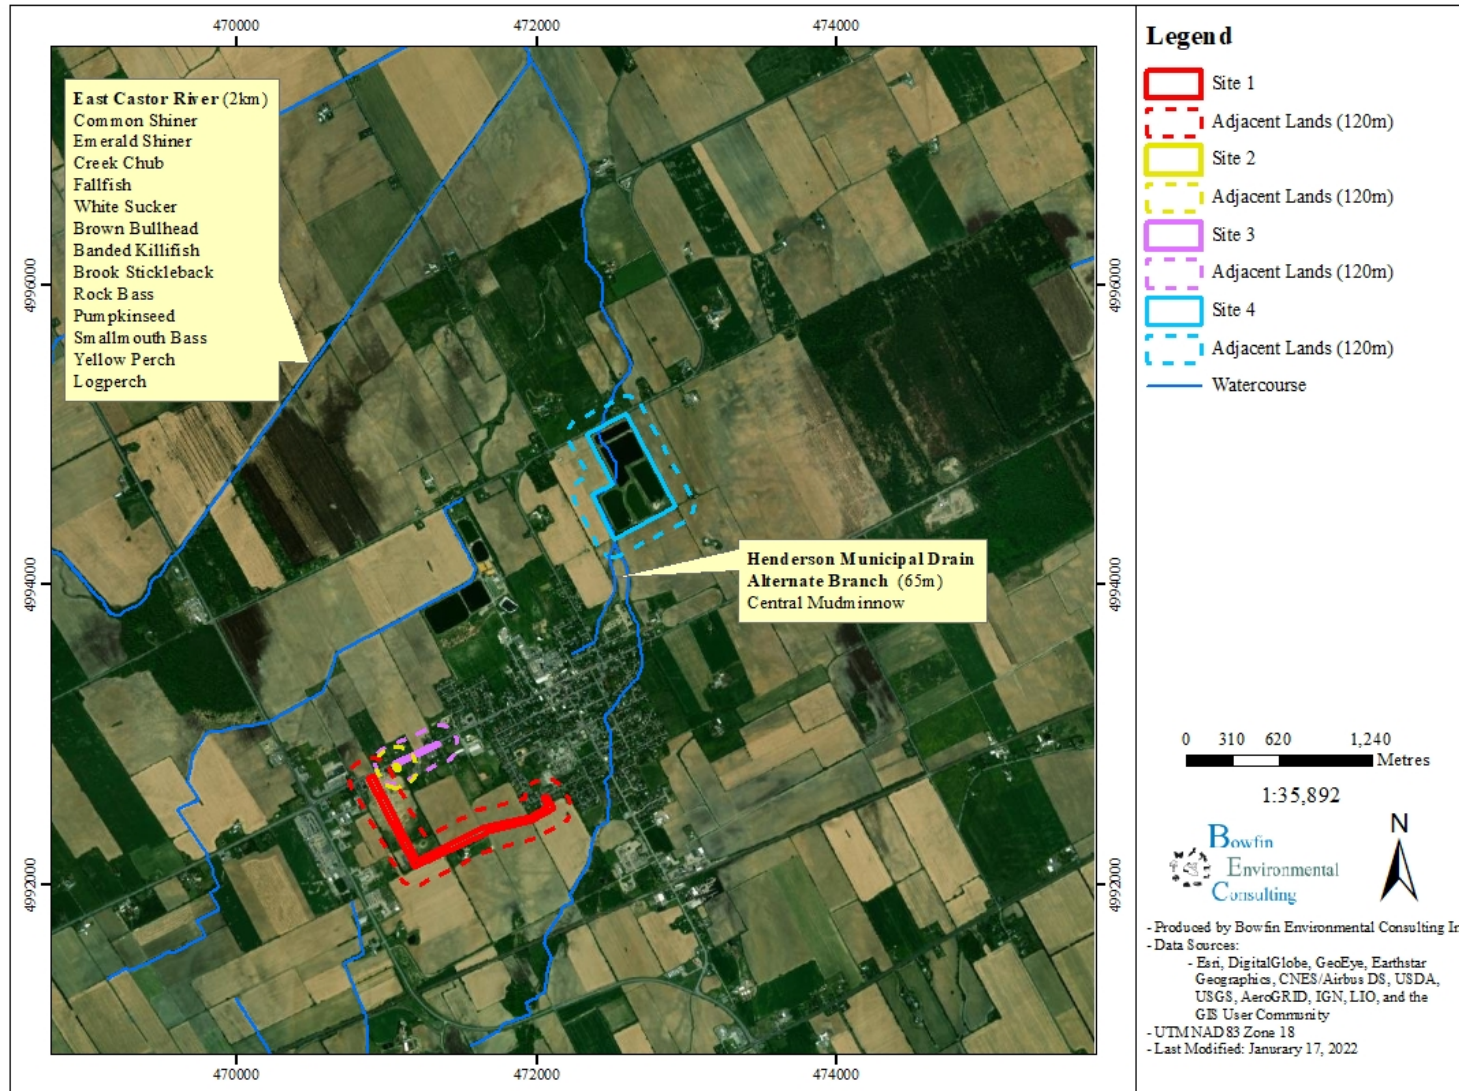 470000
472000
474000
East Castor River (2km)
Common Shiner
Emerald Shiner
Creek Chub
Fallfish
White Sucker
Brown Bullhead
Banded Killifish
Brook Stickleback
Rock Bass
Pumpkinseed
Smallmouth Bass
Yellow Perch
Logperch
4996000
4996000
Henderson Municipal Drain
Alternate Branch (65m)
Central Mudminnow
4994000
4994000
4992000
4992000
470000
472000
474000
Legend
Site 1
Adjacent Lands (120m)
Site 2
Adjacent Lands (120m)
Site 3
Adjacent Lands (120m)
Site 4
Adjacent Lands (120m)
Watercourse
0 310 620 1,240
Metres
1:35,892
Bowfin
Environmental
Consulting
N
- Produced by Bowfin Environmental Consulting In
- Data Sources:
- Esri, DigitalGlobe, GeoEye, Earthstar
Geographics, CNES/Airbus DS, USDA,
USGS, AeroGRID, IGN, LIO, and the
GIS User Community
- UTM NAD 83 Zone 18
- Last Modified: Janurary 17, 2022